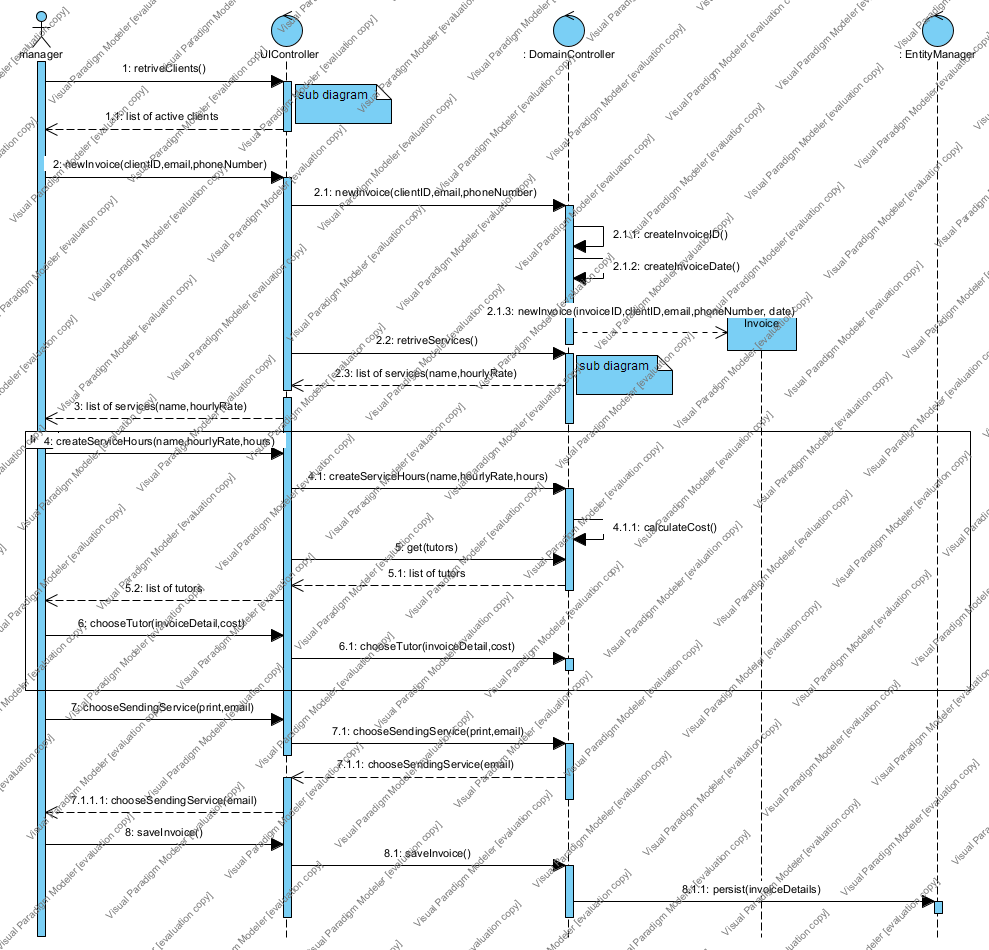 manager
: UIController
: DomainController
: EntityManager
1: retriveClients()
sub diagram
1.1: list of active clients
2: newInvoice(clientID,email,phoneNumber)
2.1: newInvoice(clientID,email,phoneNumber)
2.1.1: createInvoiceID()
2.1.2: createInvoiceDate()
2.1.3: newInvoice(invoiceID,clientID,email,phoneNumber, date)
Invoice
2.2: retriveServices()
sub diagram
2.3: list of services(name,hourlyRate)
3: list of services(name,hourlyRate)
4: createServiceHours(name,hourlyRate,hours)
4.1: createServiceHours(name,hourlyRate,hours)
4.1.1: calculateCost()
5: get(tutors)
5.1: list of tutors
5.2: list of tutors
6: chooseTutor(invoiceDetail,cost)
6.1: chooseTutor(invoiceDetail,cost)
7: chooseSendingService(print,email)
7.1: chooseSendingService(print,email)
7.1.1: chooseSendingService(email)
7.1.1.1: chooseSendingService(email)
8: saveInvoice()
8.1: saveInvoice()
8.1.1: persist(invoiceDetails)
Visual Paradigm Modeler [evaluation copy]